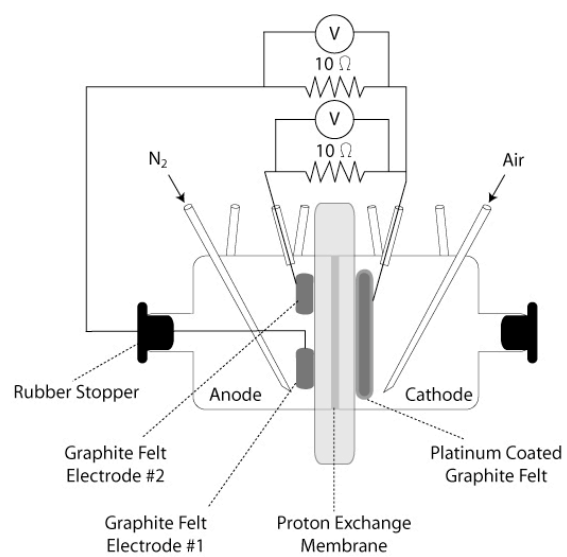 V
10 Ω
V
10 Ω
N₂
Air
Rubber Stopper
Anode
Cathode
Graphite Felt
Electrode #2
Platinum Coated
Graphite Felt
Graphite Felt
Electrode #1
Proton Exchange
Membrane